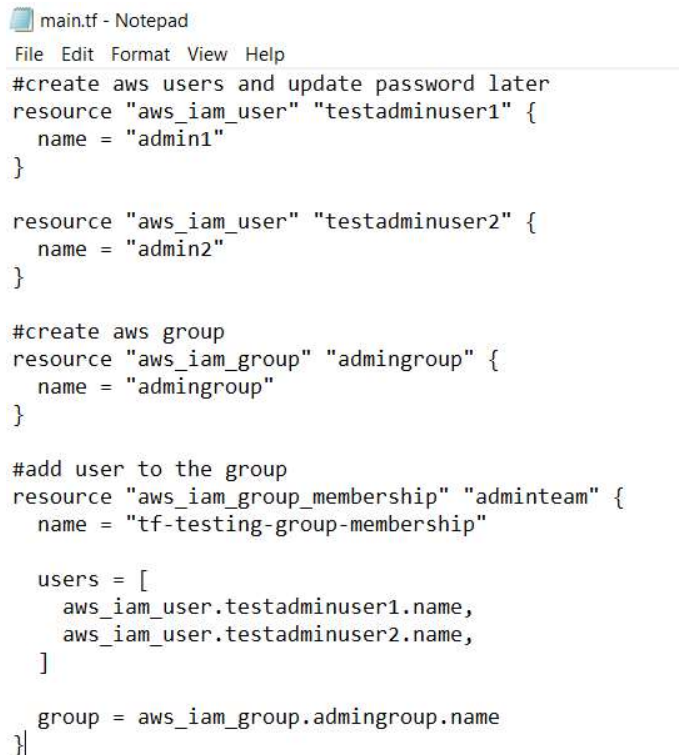 main.tf - Notepad
File Edit Format View Help
#create aws users and update password later
resource "aws_iam_user" "testadminuser1" {
  name = "admin1"
}

resource "aws_iam_user" "testadminuser2" {
  name = "admin2"
}

#create aws group
resource "aws_iam_group" "admingroup" {
  name = "admingroup"
}

#add user to the group
resource "aws_iam_group_membership" "adminteam" {
  name = "tf-testing-group-membership"

  users = [
    aws_iam_user.testadminuser1.name,
    aws_iam_user.testadminuser2.name,
  ]

  group = aws_iam_group.admingroup.name
}